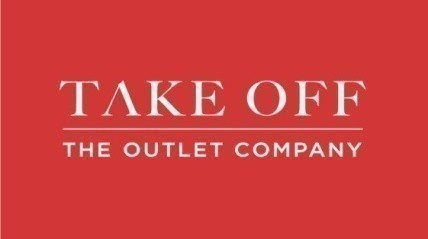 TAKE OFF
THE OUTLET COMPANY